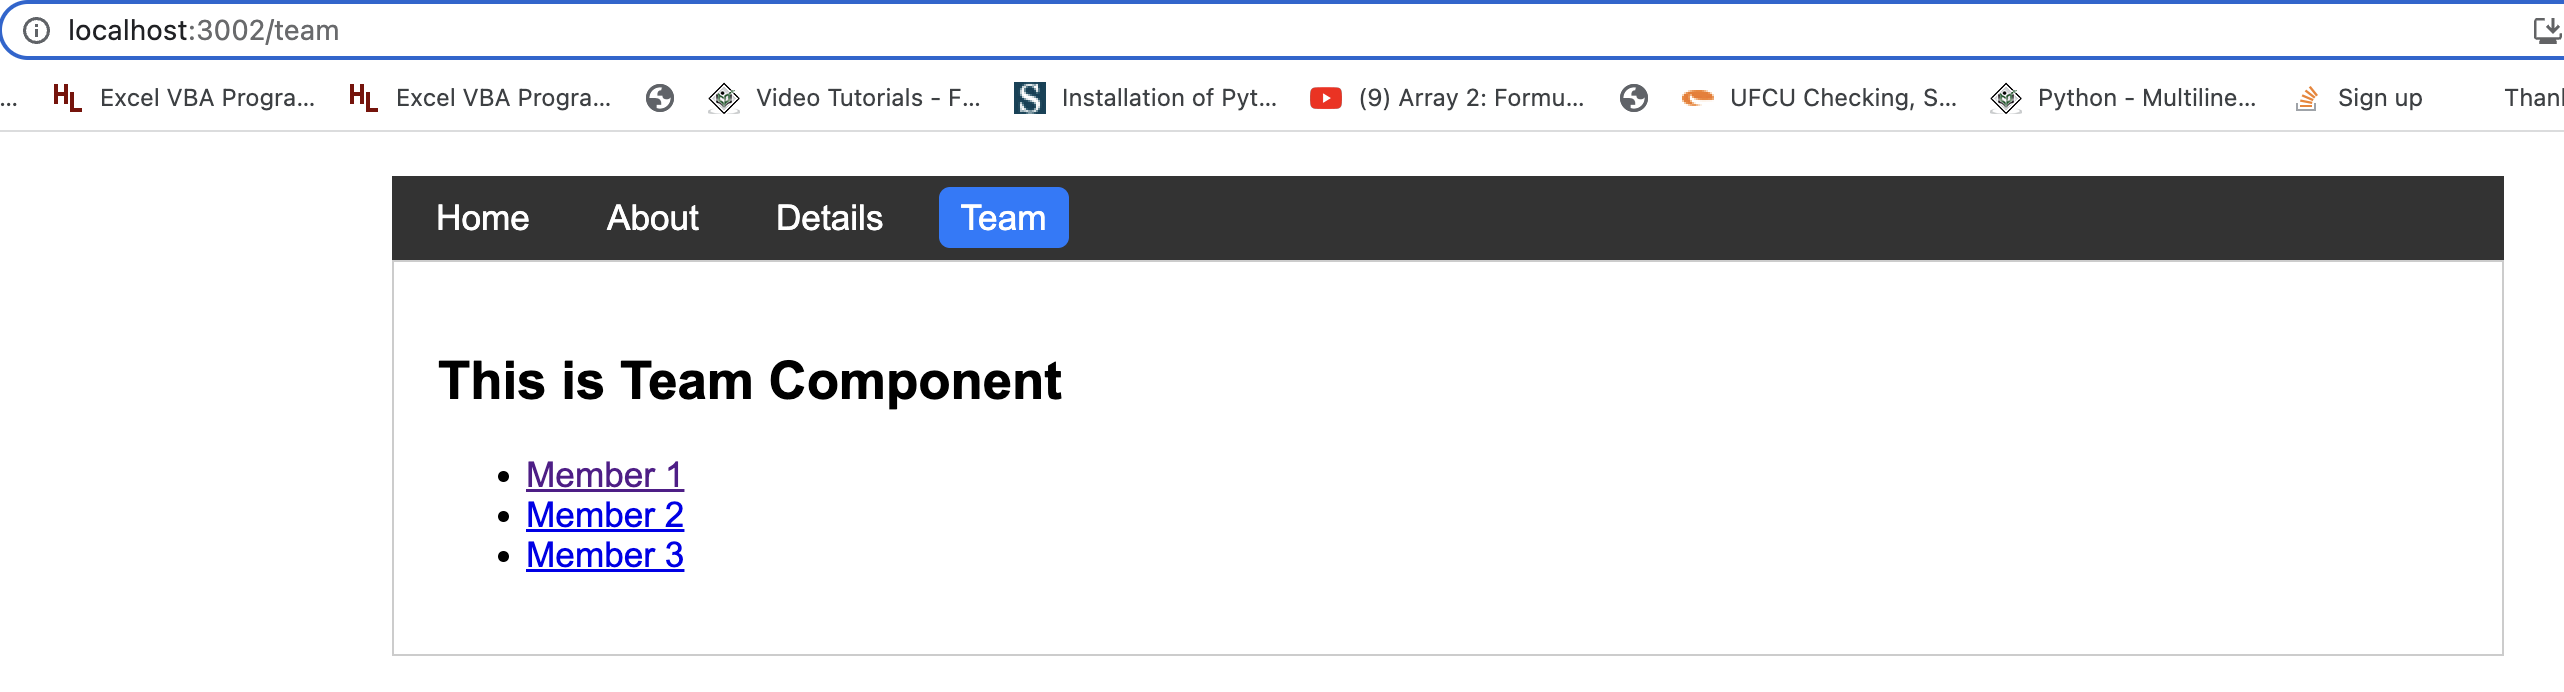 localhost:3002/team
... HL Excel VBA Progra... HL Excel VBA Progra... Video Tutorials - F... S Installation of Pyt... (9) Array 2: Formu... UFCU Checking, S... Python - Multiline... Sign up Thanl
Home About Details Team
This is Team Component
• Member 1
• Member 2
• Member 3